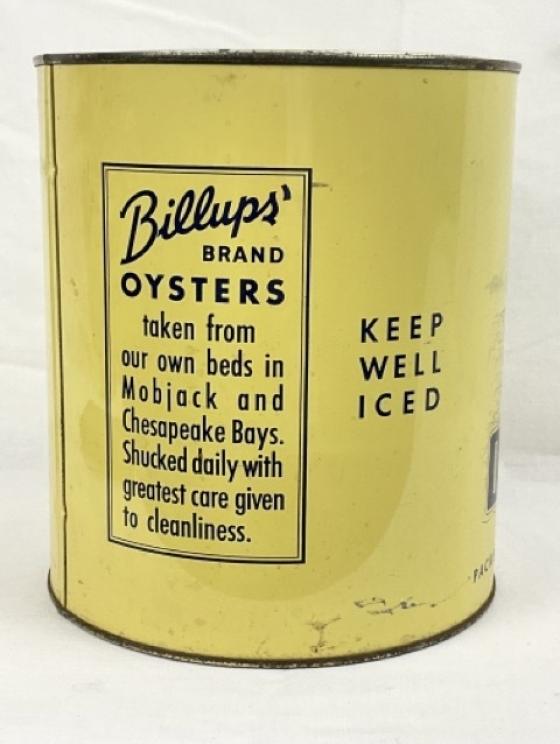 Billups'
BRAND
OYSTERS
taken from
our own beds in
Mobjack and
Chesapeake Bays.
Shucked daily with
greatest care given
to cleanliness.
KEEP
WELL
ICED